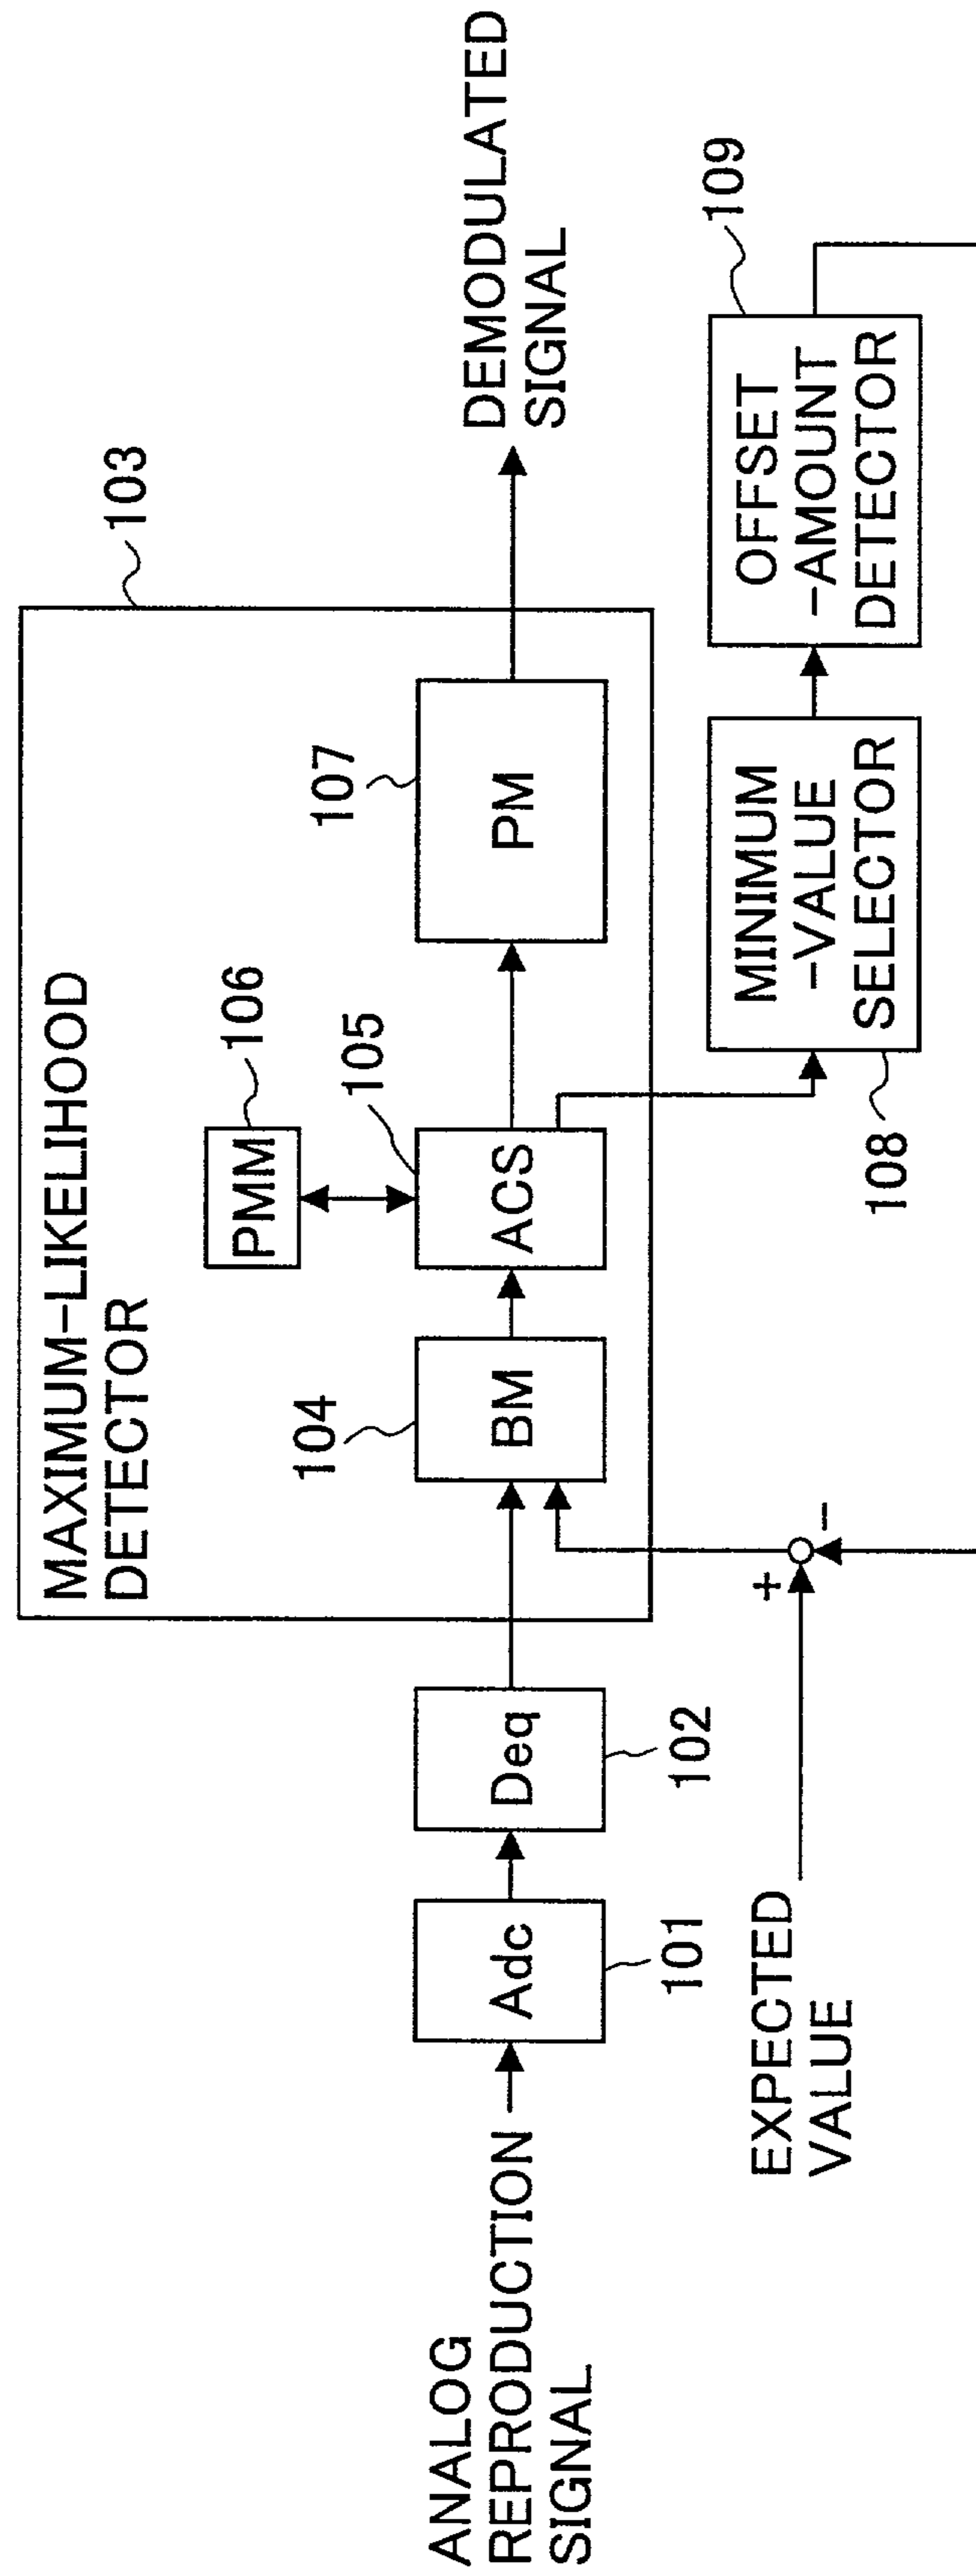 ANALOG
REPRODUCTION
SIGNAL
Adc
101
Deq
102
MAXIMUM-LIKELIHOOD
DETECTOR
103
BM
104
ACS
105
PMM
106
PM
107
DEMODULATED
SIGNAL
EXPECTED
VALUE
+
-
MINIMUM
-VALUE
SELECTOR
108
OFFSET
-AMOUNT
DETECTOR
109